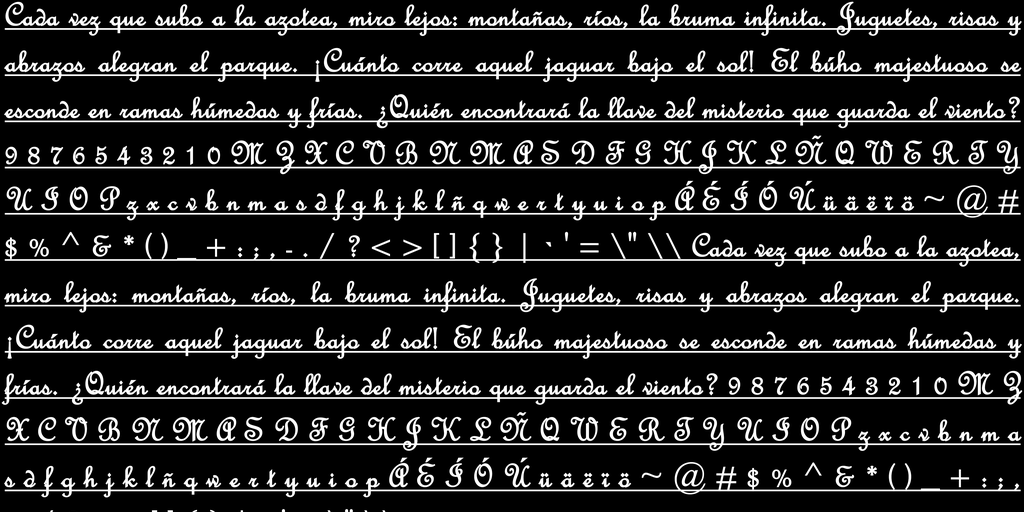 Cada vez que subo a la azotea, miro lejos: montañas, ríos, la bruma infinita. Juguetes, risas y
abrazos alegran el parque. ¡Cuánto corre aquel jaguar bajo el sol! El búho majestuoso se
esconde en ramas húmedas y frías. ¿Quién encontrará la llave del misterio que guarda el viento?
9 8 7 6 5 4 3 2 1 0 M Z X C V B N M A S D F G H J K L Ñ Q W E R T Y
U I O P z x c v b n m a s d f g h j k l ñ q w e r t y u i o p Á É Í Ó Ú ü ä ë ï ö ~ @ #
$ % ^ & * ( ) _ + : ; , - . / ? < > [ ] { } | ` ' = \" \\ Cada vez que subo a la azotea,
miro lejos: montañas, ríos, la bruma infinita. Juguetes, risas y abrazos alegran el parque.
¡Cuánto corre aquel jaguar bajo el sol! El búho majestuoso se esconde en ramas húmedas y
frías. ¿Quién encontrará la llave del misterio que guarda el viento? 9 8 7 6 5 4 3 2 1 0 M Z
X C V B N M A S D F G H J K L Ñ Q W E R T Y U I O P z x c v b n m a
s d f g h j k l ñ q w e r t y u i o p Á É Í Ó Ú ü ä ë ï ö ~ @ # $ % ^ & * ( ) _ + : ; ,